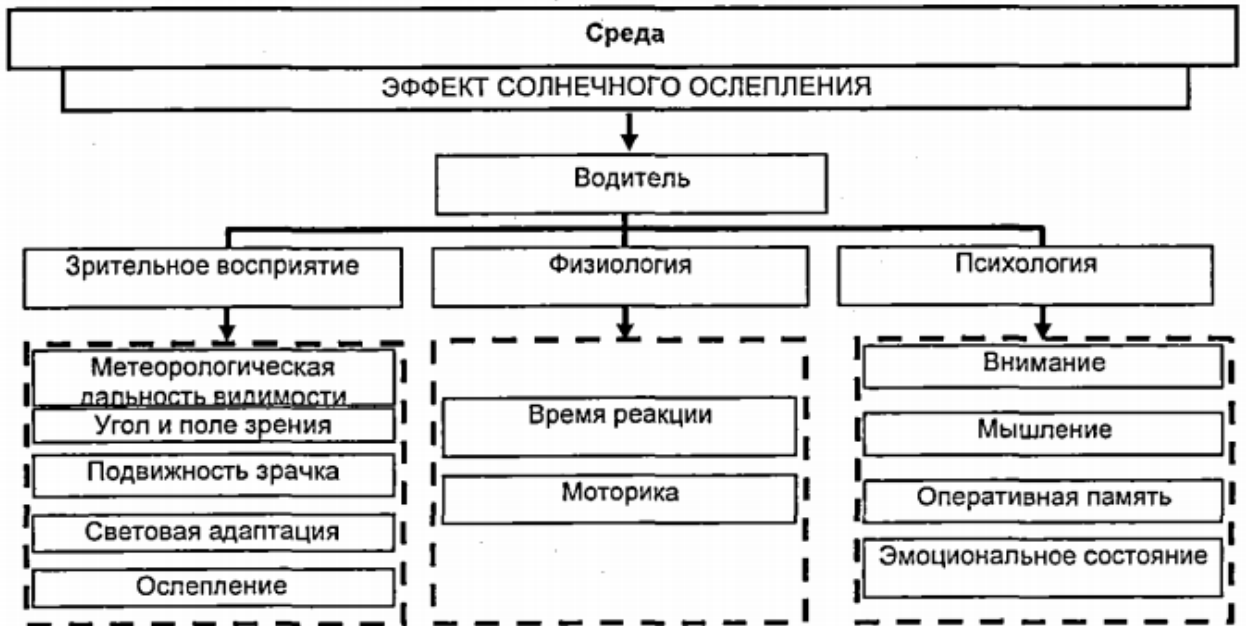 Среда
ЭФФЕКТ СОЛНЕЧНОГО ОСЛЕПЛЕНИЯ
Водитель
Зрительное восприятие
Метеорологическая
дальность видимости
Угол и поле зрения
Подвижность зрачка
Световая адаптация
Ослепление
Физиология
Время реакции
Моторика
Психология
Внимание
Мышление
Оперативная память
Эмоциональное состояние